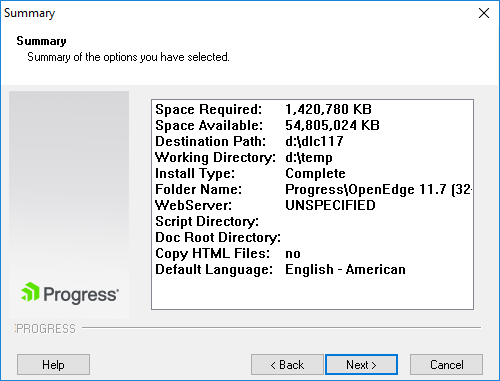 Summary
Summary
Summary of the options you have selected.
Space Required: 1,420,780 KB
Space Available: 54,805,024 KB
Destination Path: d:\dlc117
Working Directory: d:\temp
Install Type: Complete
Folder Name: Progress\OpenEdge 11.7 (32-
WebServer: UNSPECIFIED
Script Directory:
Doc Root Directory:
Copy HTML Files: no
Default Language: English - American
Progress
PROGRESS
Help
< Back
Next >
Cancel